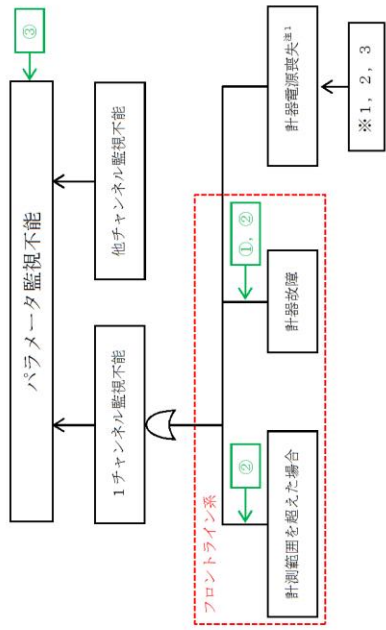 ③
パラメータ監視不能
1チャンネル監視不能
他チャンネル監視不能
フロントライン系
②
①，②
計測範囲を超えた場合
計器故障
計器電源喪失注1
※1，2，3